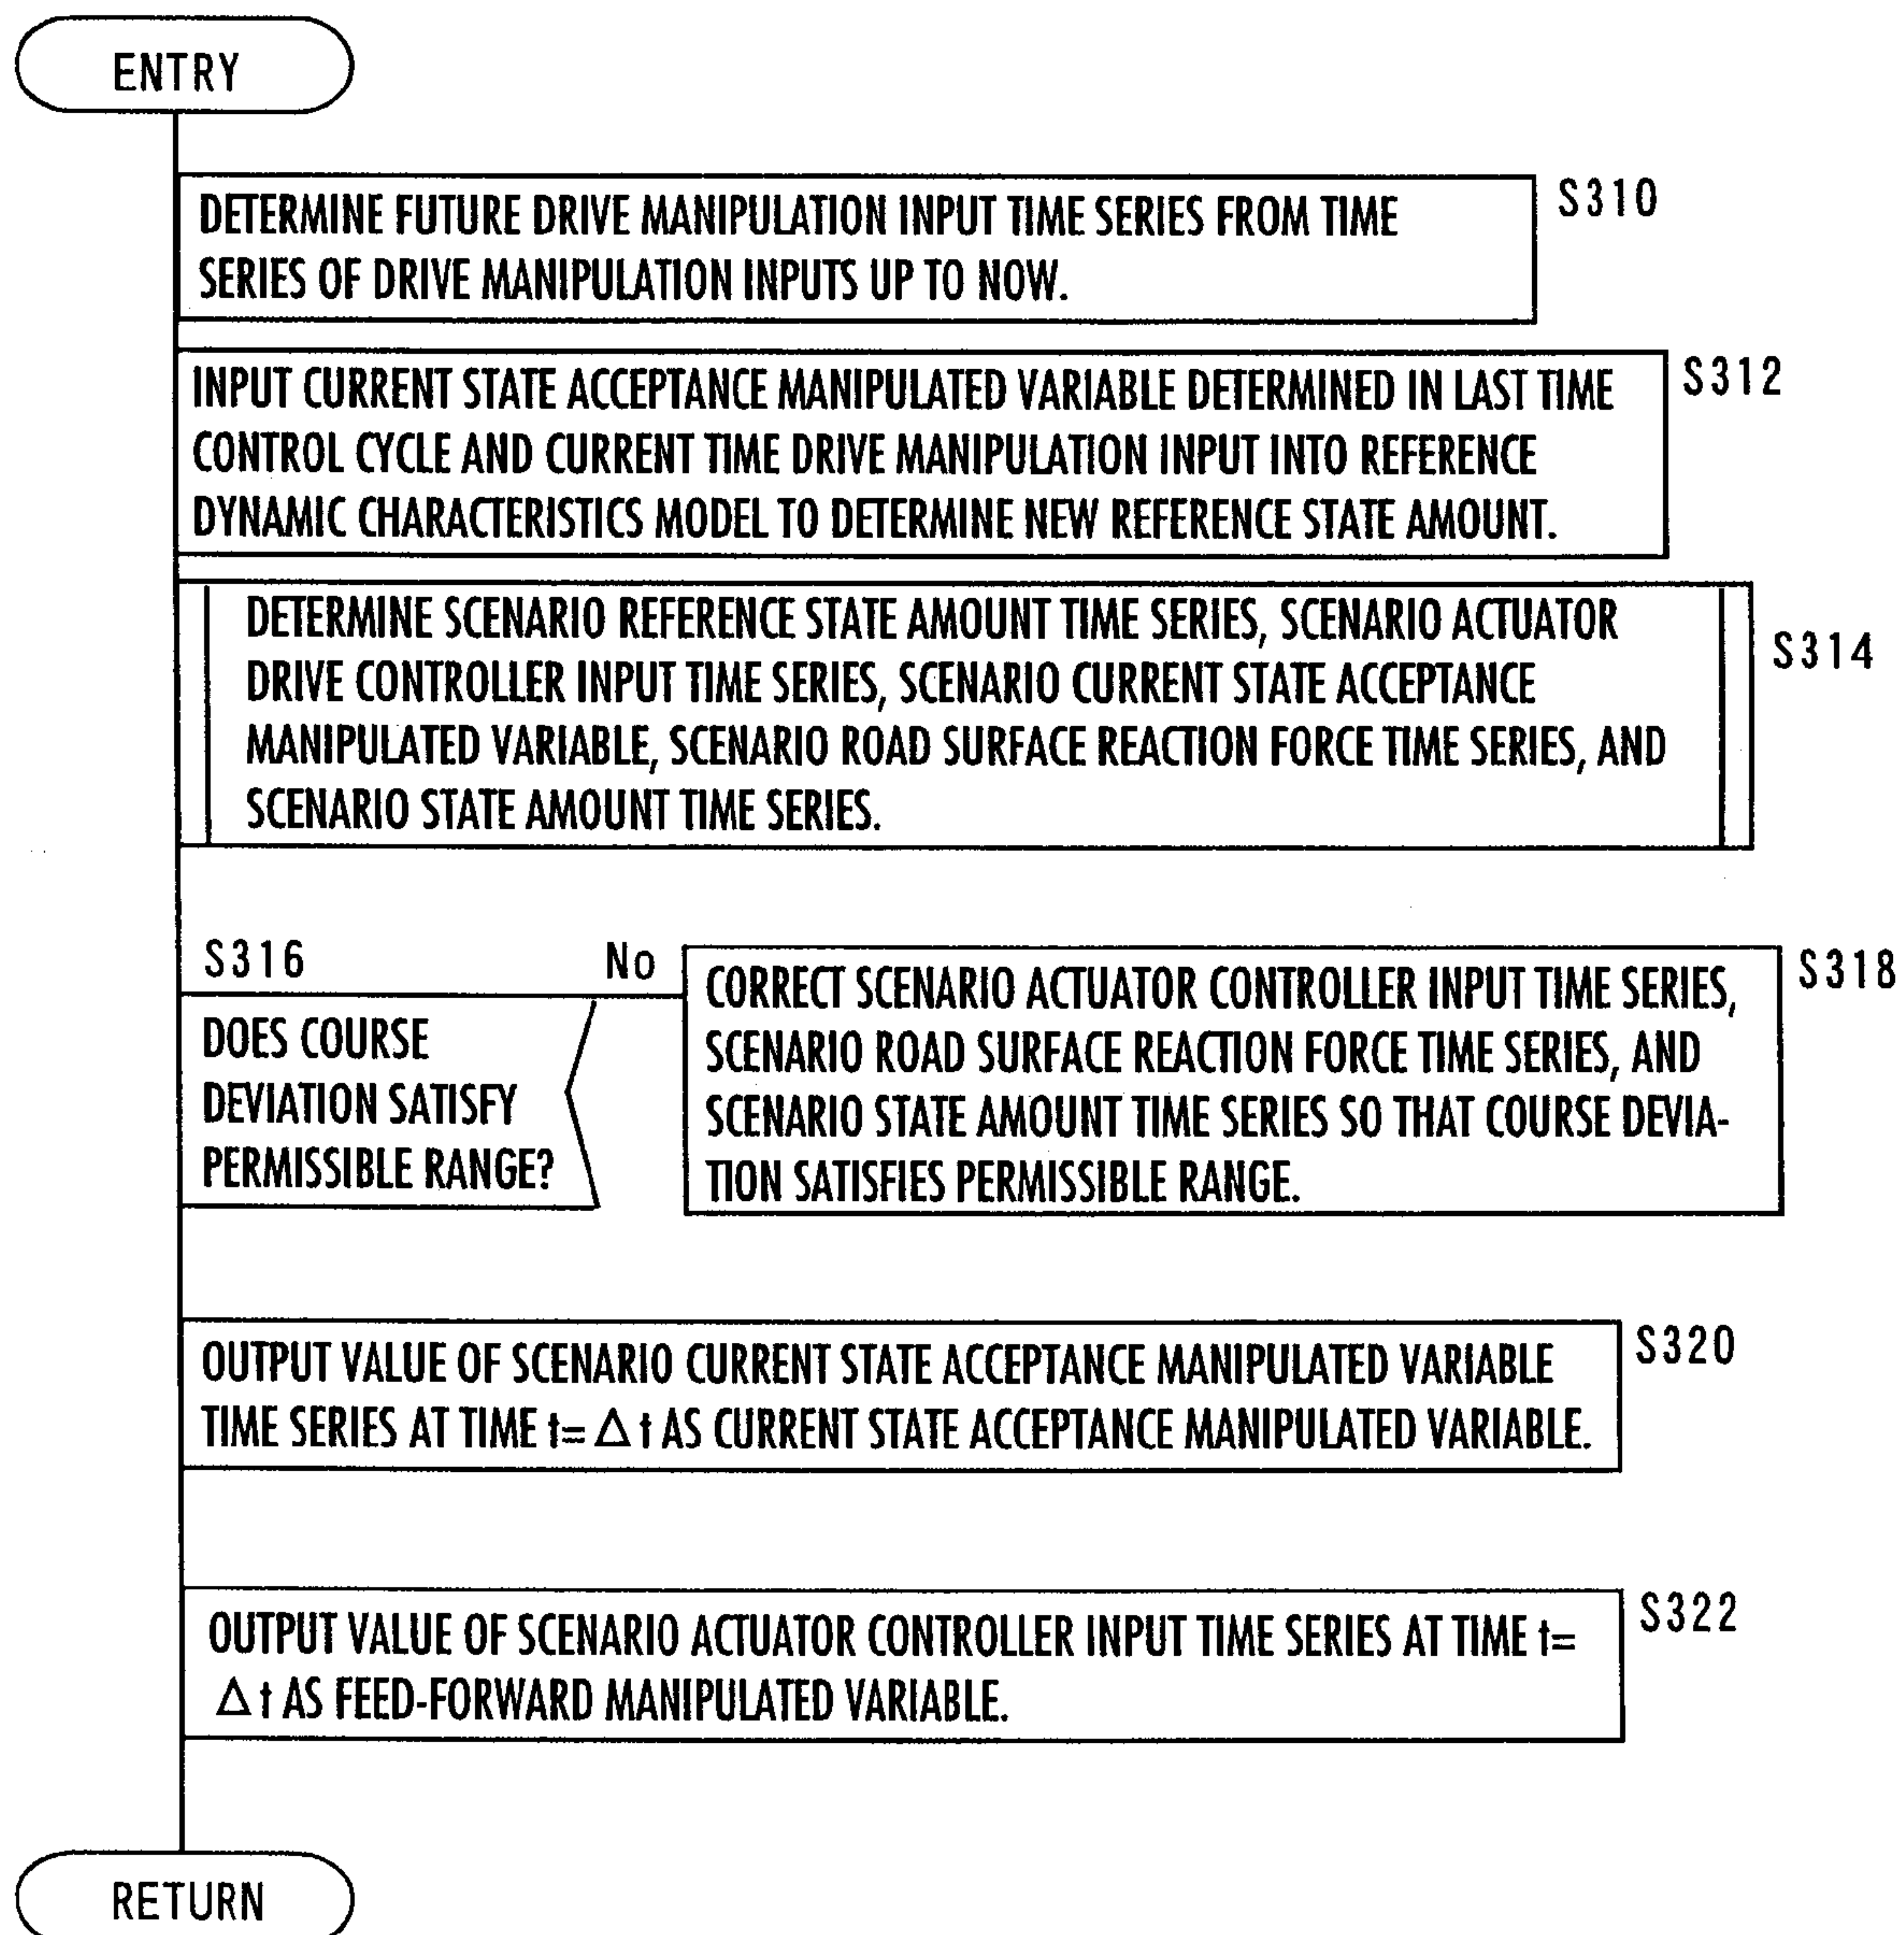 ENTRY
DETERMINE FUTURE DRIVE MANIPULATION INPUT TIME SERIES FROM TIME
SERIES OF DRIVE MANIPULATION INPUTS UP TO NOW.
S310
INPUT CURRENT STATE ACCEPTANCE MANIPULATED VARIABLE DETERMINED IN LAST TIME
CONTROL CYCLE AND CURRENT TIME DRIVE MANIPULATION INPUT INTO REFERENCE
DYNAMIC CHARACTERISTICS MODEL TO DETERMINE NEW REFERENCE STATE AMOUNT.
S312
DETERMINE SCENARIO REFERENCE STATE AMOUNT TIME SERIES, SCENARIO ACTUATOR
DRIVE CONTROLLER INPUT TIME SERIES, SCENARIO CURRENT STATE ACCEPTANCE
MANIPULATED VARIABLE, SCENARIO ROAD SURFACE REACTION FORCE TIME SERIES, AND
SCENARIO STATE AMOUNT TIME SERIES.
S314
S316
DOES COURSE
DEVIATION SATISFY
PERMISSIBLE RANGE?
No
CORRECT SCENARIO ACTUATOR CONTROLLER INPUT TIME SERIES,
SCENARIO ROAD SURFACE REACTION FORCE TIME SERIES, AND
SCENARIO STATE AMOUNT TIME SERIES SO THAT COURSE DEVIA-
TION SATISFIES PERMISSIBLE RANGE.
S318
OUTPUT VALUE OF SCENARIO CURRENT STATE ACCEPTANCE MANIPULATED VARIABLE
TIME SERIES AT TIME t= Δ t AS CURRENT STATE ACCEPTANCE MANIPULATED VARIABLE.
S320
OUTPUT VALUE OF SCENARIO ACTUATOR CONTROLLER INPUT TIME SERIES AT TIME t=
Δ t AS FEED-FORWARD MANIPULATED VARIABLE.
S322
RETURN